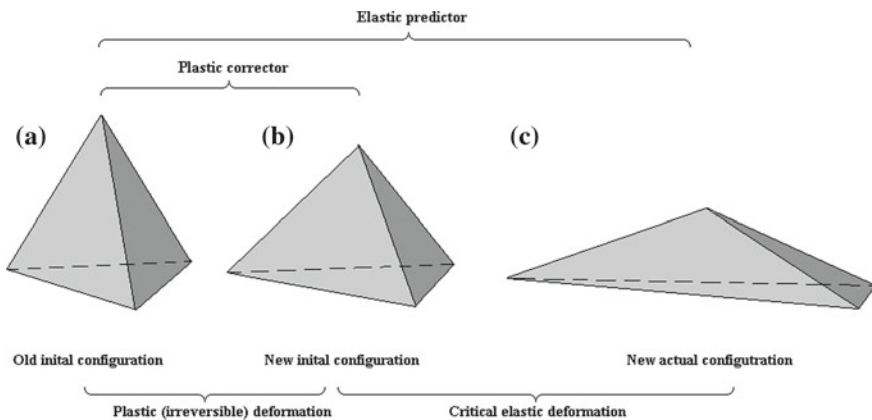 Elastic predictor
Plastic corrector
(a)
(b)
(c)
Old inital configuration
New inital configuration
New actual configutration
Plastic (irreversible) deformation
Critical elastic deformation